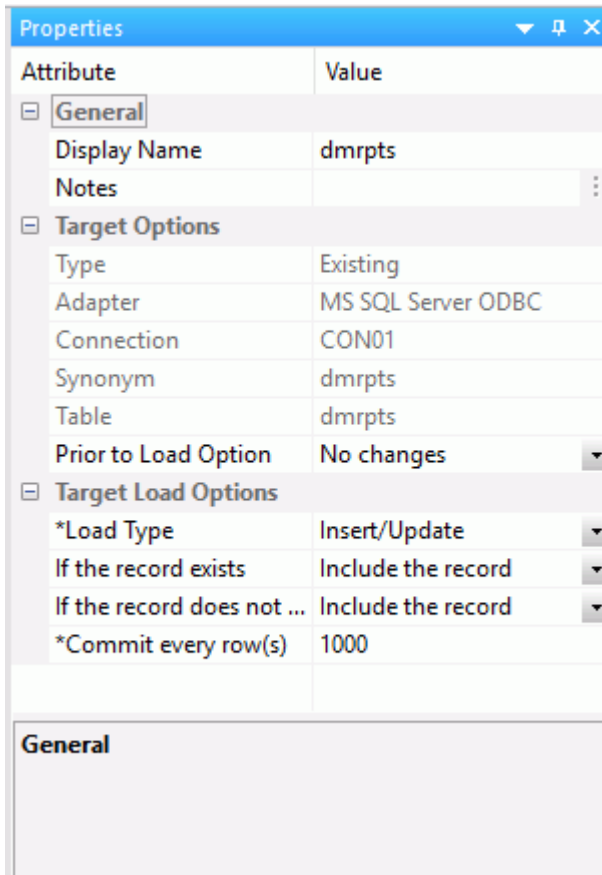 Properties
Attribute Value
General
Display Name dmrpts
Notes
Target Options
Type Existing
Adapter MS SQL Server ODBC
Connection CON01
Synonym dmrpts
Table dmrpts
Prior to Load Option No changes
Target Load Options
*Load Type Insert/Update
If the record exists Include the record
If the record does not ... Include the record
*Commit every row(s) 1000
General